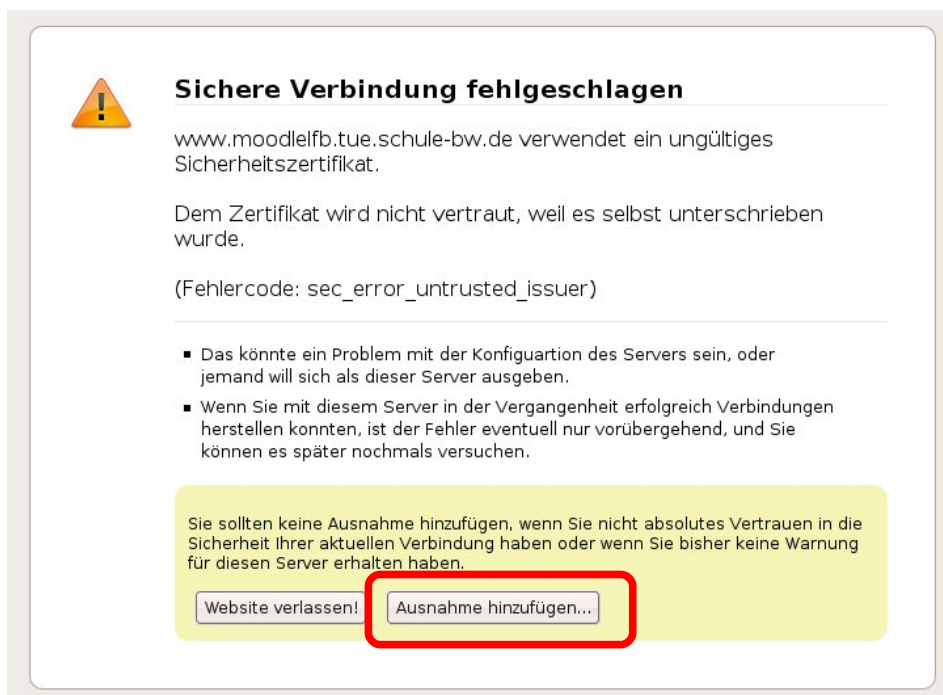 Sichere Verbindung fehlgeschlagen
www.moodlelfb.tue.schule-bw.de verwendet ein ungültiges
Sicherheitszertifikat.
Dem Zertifikat wird nicht vertraut, weil es selbst unterschrieben
wurde.
(Fehlercode: sec_error_untrusted_issuer)
Das könnte ein Problem mit der Konfiguartion des Servers sein, oder
jemand will sich als dieser Server ausgeben.
Wenn Sie mit diesem Server in der Vergangenheit erfolgreich Verbindungen
herstellen konnten, ist der Fehler eventuell nur vorübergehend, und Sie
können es später nochmals versuchen.
Sie sollten keine Ausnahme hinzufügen, wenn Sie nicht absolutes Vertrauen in die
Sicherheit Ihrer aktuellen Verbindung haben oder wenn Sie bisher keine Warnung
für diesen Server erhalten haben.
Website verlassen! Ausnahme hinzufügen...